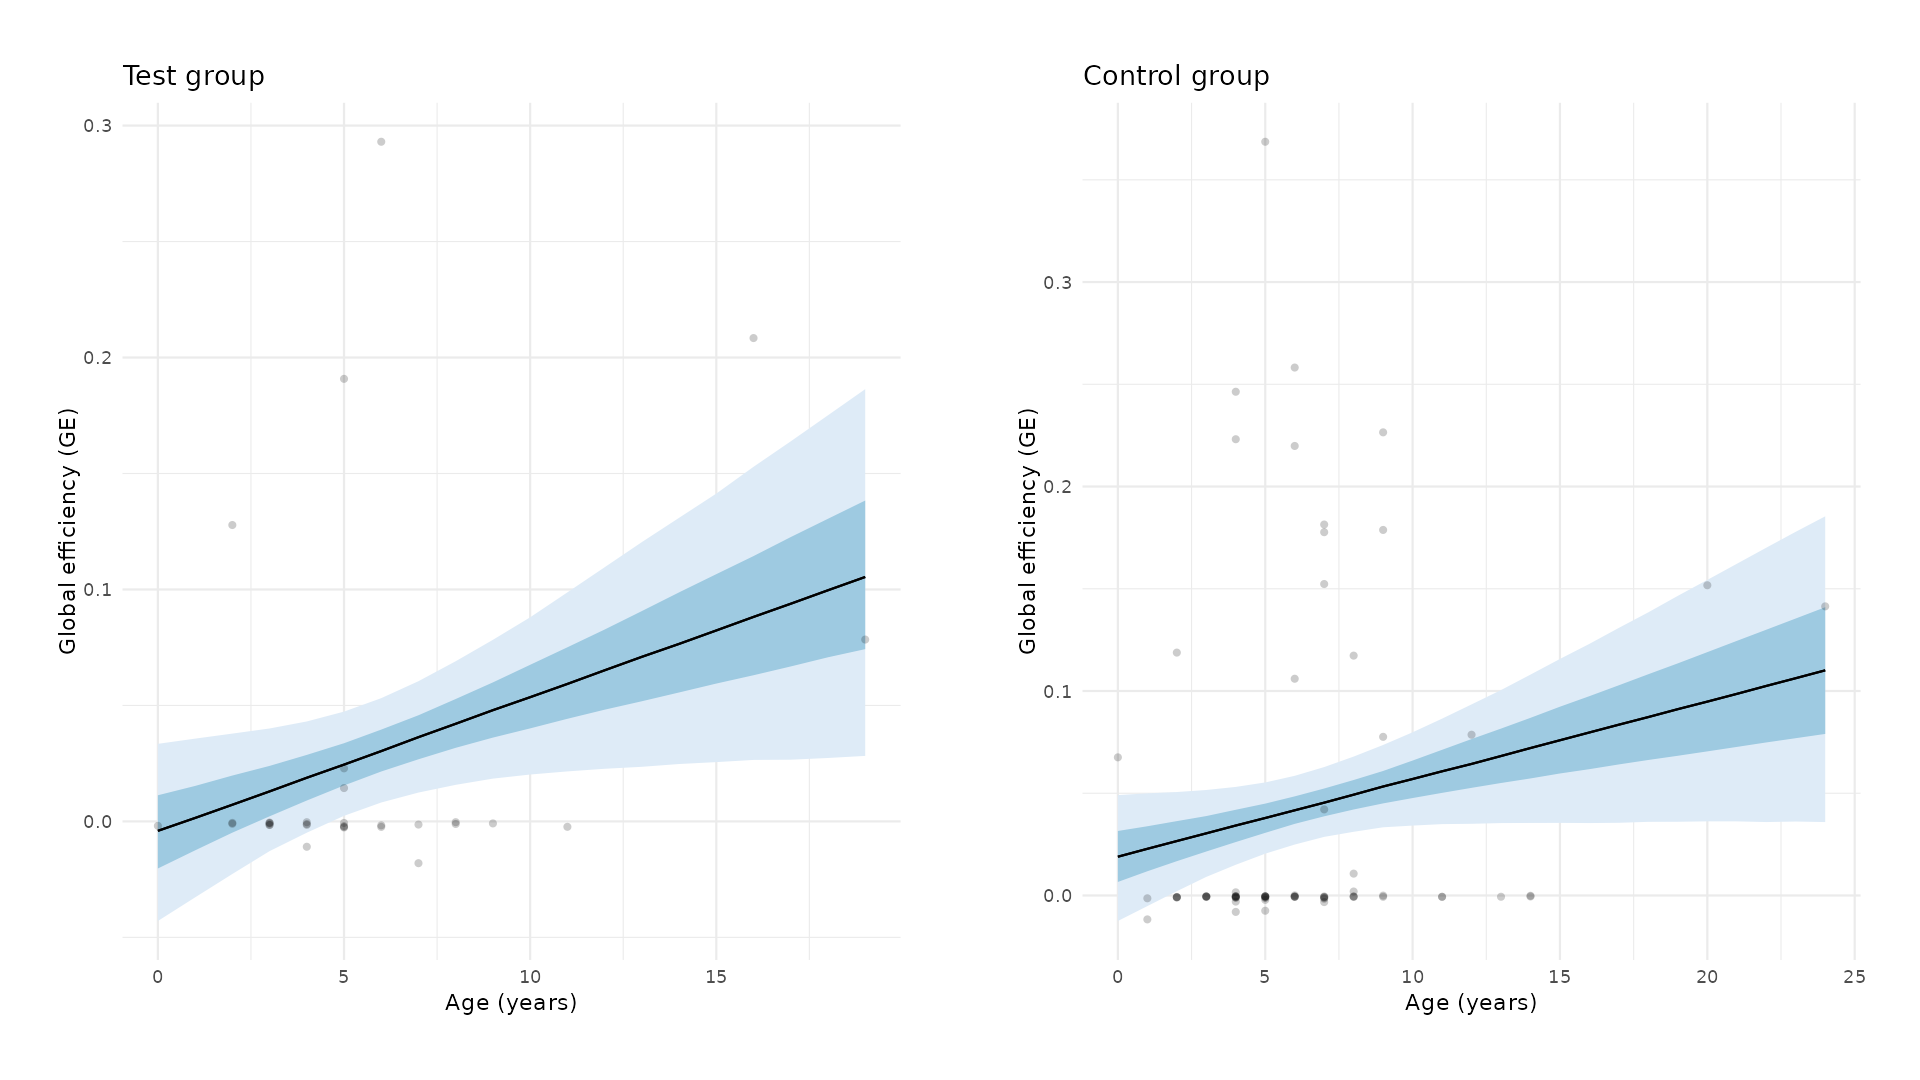 Test group
0.3
0.2
0.1
0.0
Global efficiency (GE)
0 5 10 15
Age (years)
Control group
0.3
0.2
0.1
0.0
Global efficiency (GE)
0 5 10 15 20 25
Age (years)